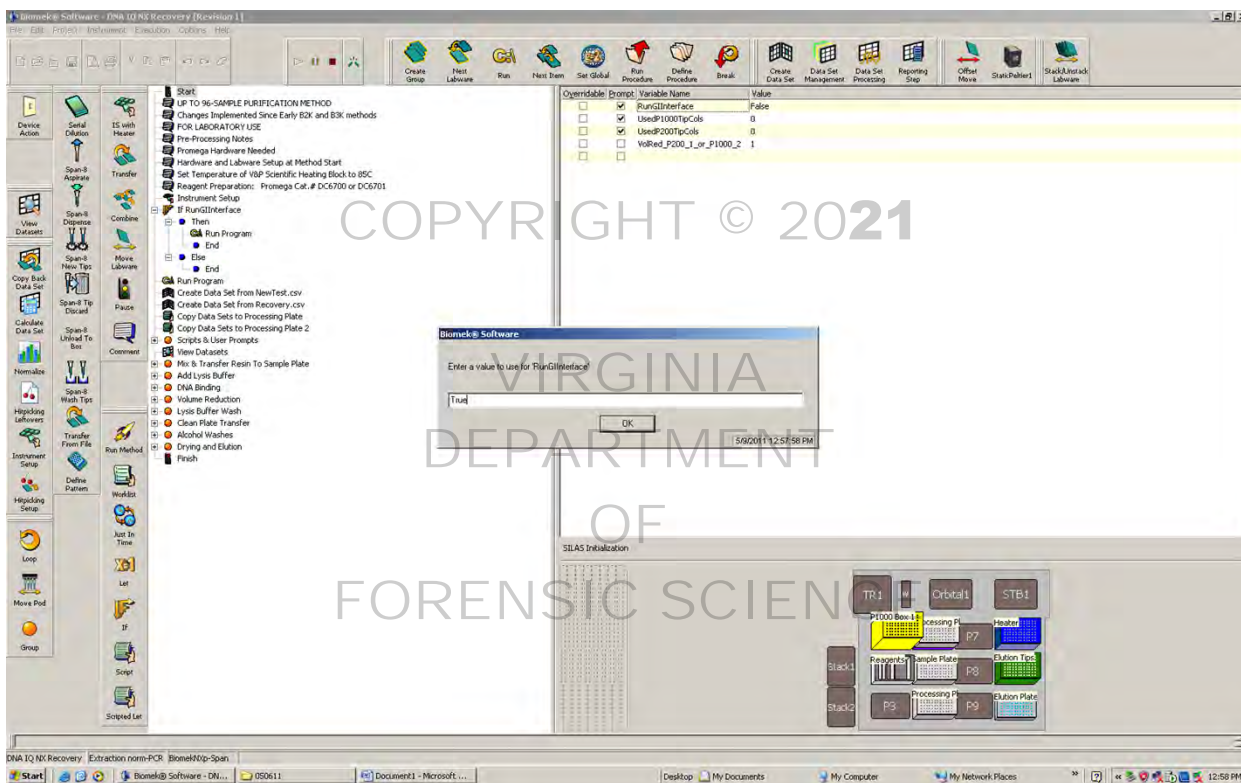 Biomek® Software - DNA IQ NX Recovery [Revision 1]
File Edit Project Instrument Execution Options Help
Create Group
Nest Labware
Run
Next Item
Set Global
Run Procedure
Define Procedure
Break
Create Data Set
Data Set Management
Data Set Processing
Reporting Step
Offset Move
StaticPeltier1
Stack/Unstack Labware
Device Action
View Datasets
Copy Back Data Set
Calculate Data Set
Normalize
Hitpicking Leftovers
Instrument Setup
Hitpicking Setup
Loop
Move Pod
Group
Serial Dilution
Span-8 Aspirate
Span-8 Dispense
Span-8 New Tips
Span-8 Tip Discard
Span-8 Unload To Box
Span-8 Wash Tips
Transfer From File
Define Pattern
IS with Heater
Transfer
Combine
Move Labware
Pause
Comment
Run Method
Worklist
Just In Time
Let
If
Script
Scripted Let
Start
UP TO 96-SAMPLE PURIFICATION METHOD
Changes Implemented Since Early B2K and B3K methods
FOR LABORATORY USE
Pre-Processing Notes
Promega Hardware Needed
Hardware and Labware Setup at Method Start
Set Temperature of V&P Scientific Heating Block to 85C
Reagent Preparation: Promega Cat.# DC6700 or DC6701
Instrument Setup
If RunGIInterface
Then
Run Program
End
Else
End
Run Program
Create Data Set from NewTest.csv
Create Data Set from Recovery.csv
Copy Data Sets to Processing Plate
Copy Data Sets to Processing Plate 2
Scripts & User Prompts
View Datasets
Mix & Transfer Resin To Sample Plate
Add Lysis Buffer
DNA Binding
Volume Reduction
Lysis Buffer Wash
Clean Plate Transfer
Alcohol Washes
Drying and Elution
Finish
Overridable Prompt Variable Name Value
RunGIInterface False
UsedP1000TipCols 0
UsedP200TipCols 0
VolRed_P200_1_or_P1000_2 1
COPYRIGHT © 2021
VIRGINIA
DEPARTMENT
OF
FORENSIC SCIENCE
Biomek® Software
Enter a value to use for 'RunGIInterface'
True
OK
5/9/2011 12:57:58 PM
SILAS Initialization
TR1 W Orbital1 STB1
P1000 Box 1 rocessing Pl P7 Heater
Stack1 Reagents Sample Plate P8 Elution Tips
Stack2 P3 Processing Pl P9 Elution Plate
DNA IQ NX Recovery Extraction norm-PCR BiomekNXp-Span
Start Biomek® Software - DN... 050611 Document1 - Microsoft ... Desktop My Documents My Computer My Network Places 12:58 PM